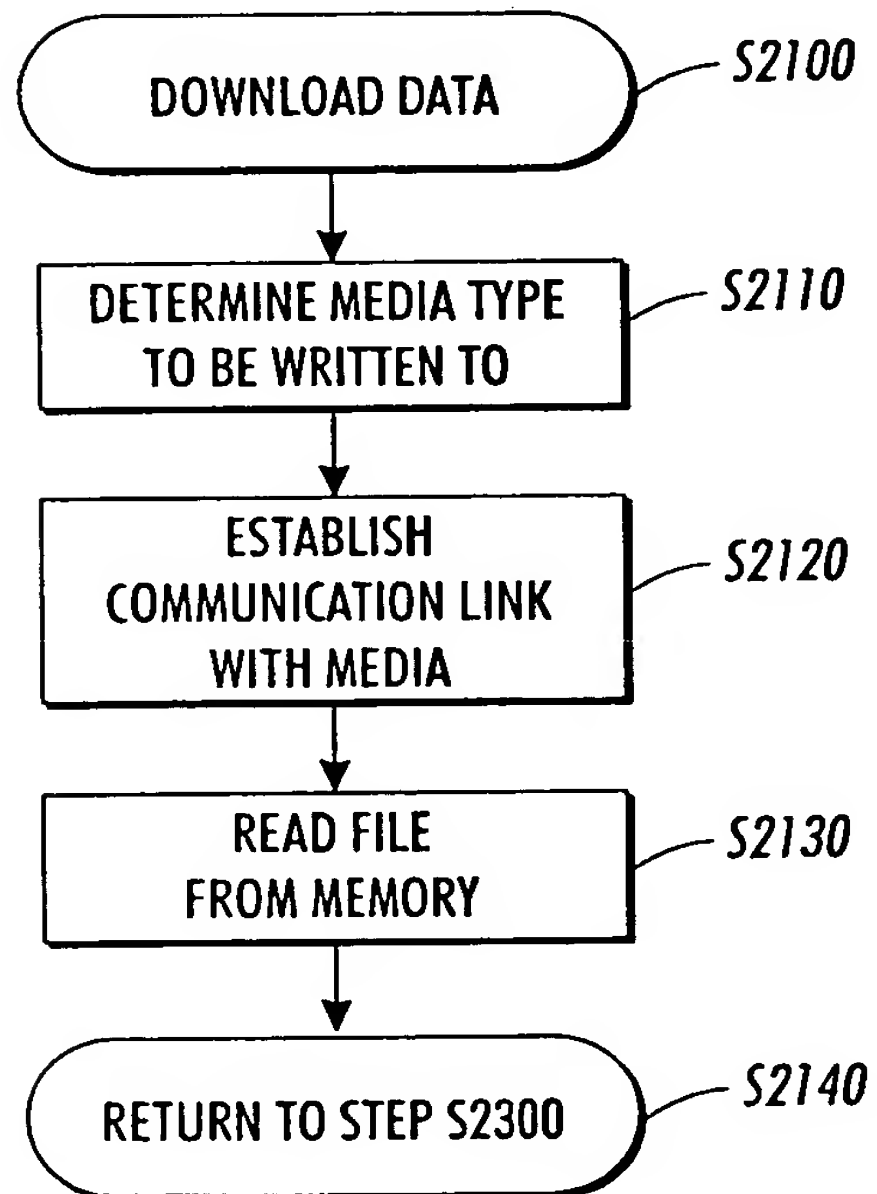 DOWNLOAD DATA
S2100
DETERMINE MEDIA TYPE
TO BE WRITTEN TO
S2110
ESTABLISH
COMMUNICATION LINK
WITH MEDIA
S2120
READ FILE
FROM MEMORY
S2130
RETURN TO STEP S2300
S2140